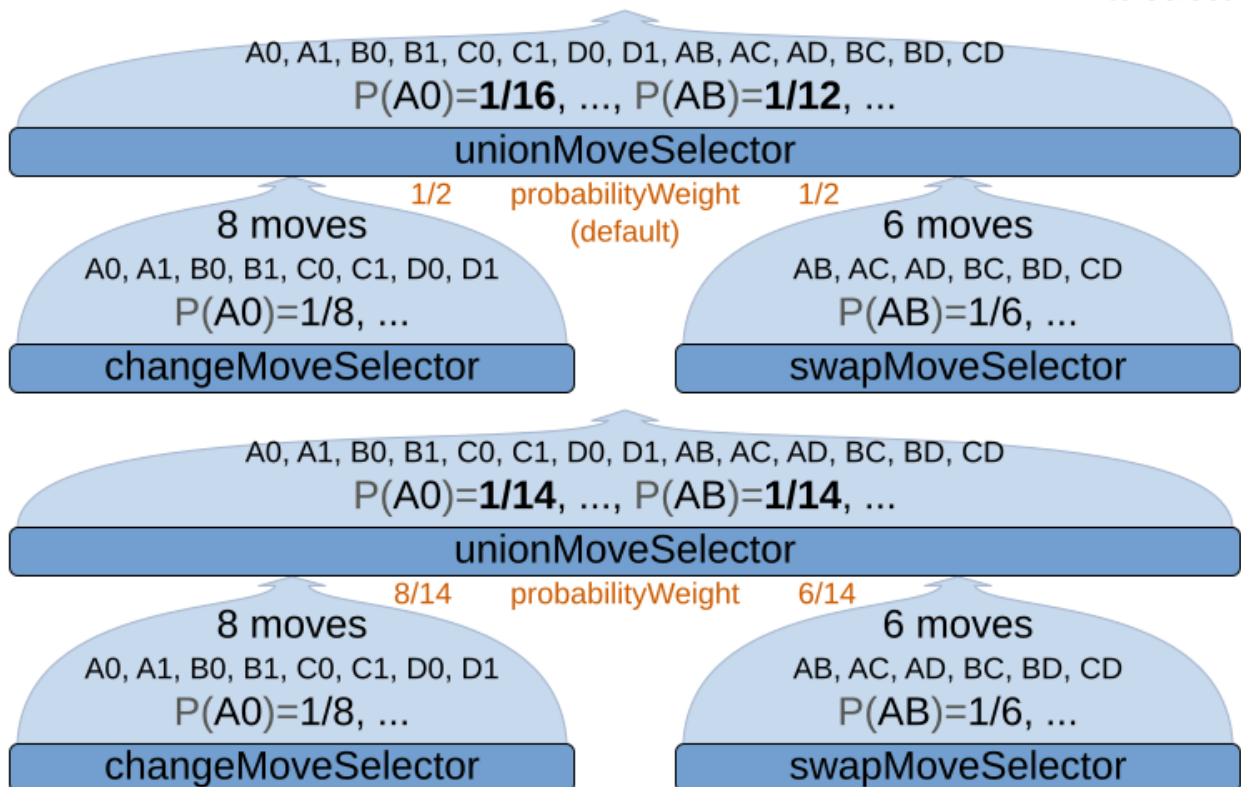 A0, A1, B0, B1, C0, C1, D0, D1, AB, AC, AD, BC, BD, CD
P(A0)=1/16, ..., P(AB)=1/12, ...
unionMoveSelector
1/2 probabilityWeight 1/2
(default)
8 moves 6 moves
A0, A1, B0, B1, C0, C1, D0, D1 AB, AC, AD, BC, BD, CD
P(A0)=1/8, ... P(AB)=1/6, ...
changeMoveSelector swapMoveSelector
A0, A1, B0, B1, C0, C1, D0, D1, AB, AC, AD, BC, BD, CD
P(A0)=1/14, ..., P(AB)=1/14, ...
unionMoveSelector
8/14 probabilityWeight 6/14
8 moves 6 moves
A0, A1, B0, B1, C0, C1, D0, D1 AB, AC, AD, BC, BD, CD
P(A0)=1/8, ... P(AB)=1/6, ...
changeMoveSelector swapMoveSelector